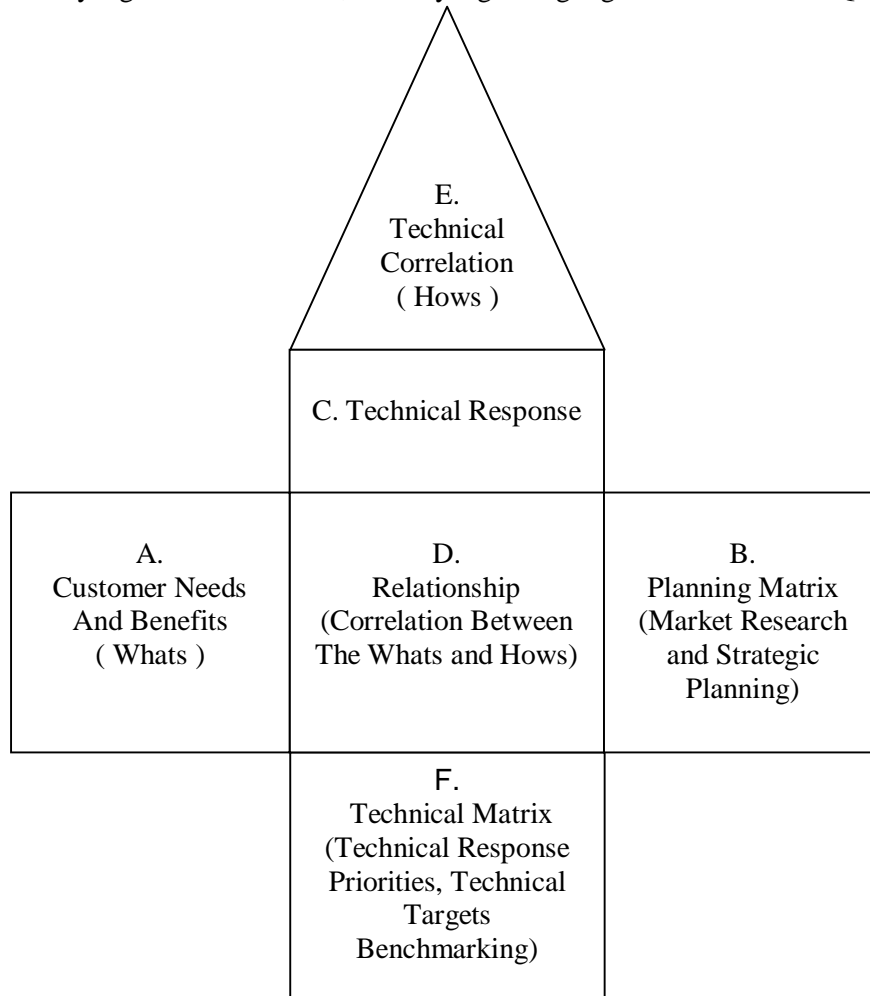 E.
Technical
Correlation
( Hows )
C. Technical Response
A.
Customer Needs
And Benefits
( Whats )
D.
Relationship
(Correlation Between
The Whats and Hows)
B.
Planning Matrix
(Market Research
and Strategic
Planning)
F.
Technical Matrix
(Technical Response
Priorities, Technical
Targets
Benchmarking)